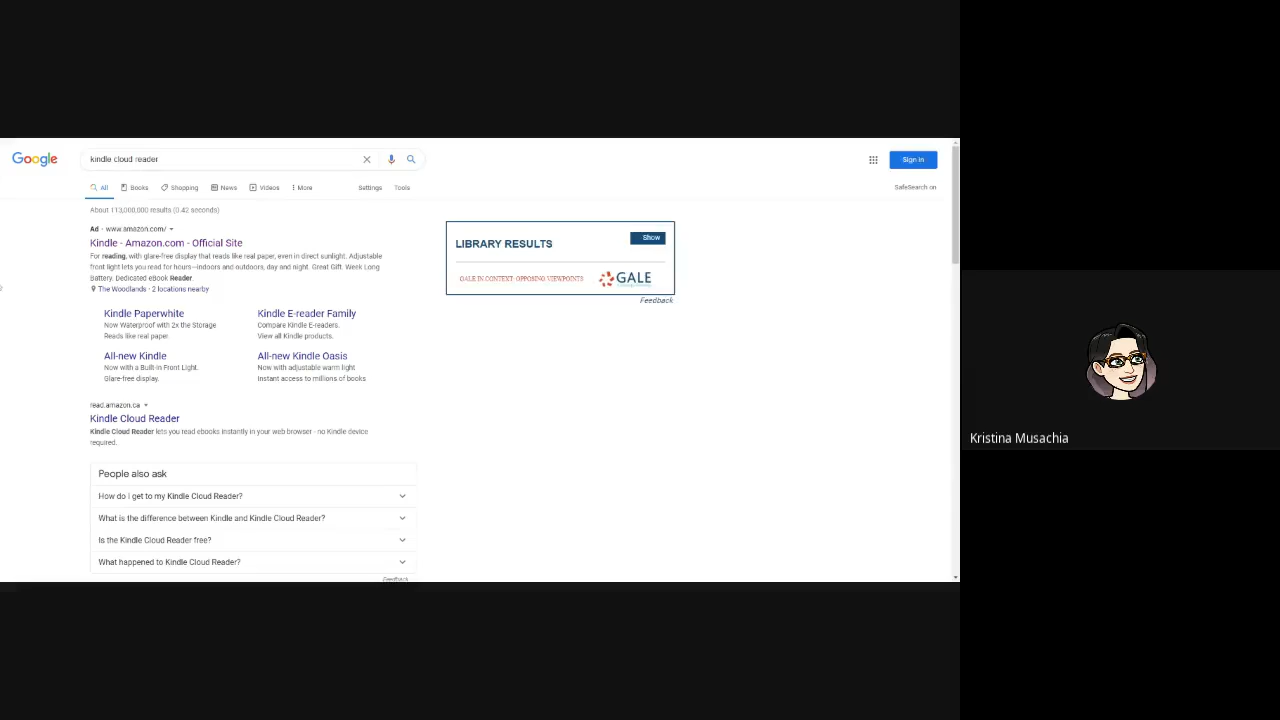 Google
kindle cloud reader
Sign in
All
Books
Shopping
News
Videos
More
Settings
Tools
SafeSearch on
About 113,000,000 results (0.42 seconds)
Ad · www.amazon.com/
Kindle - Amazon.com - Official Site
For reading, with glare-free display that reads like real paper, even in direct sunlight. Adjustable
front light lets you read for hours—indoors and outdoors, day and night. Great Gift. Week Long
Battery. Dedicated eBook Reader.
The Woodlands · 2 locations nearby
Kindle Paperwhite
Now Waterproof with 2x the Storage
Reads like real paper.
Kindle E-reader Family
Compare Kindle E-readers.
View all Kindle products.
All-new Kindle
Now with a Built-in Front Light.
Glare-free display.
All-new Kindle Oasis
Now with adjustable warm light
Instant access to millions of books
read.amazon.ca
Kindle Cloud Reader
Kindle Cloud Reader lets you read ebooks instantly in your web browser - no Kindle device
required.
People also ask
How do i get to my Kindle Cloud Reader?
What is the difference between Kindle and Kindle Cloud Reader?
Is the Kindle Cloud Reader free?
What happened to Kindle Cloud Reader?
Feedback
LIBRARY RESULTS
Show
GALE IN CONTEXT: OPPOSING VIEWPOINTS
GALE
Feedback
Kristina Musachia